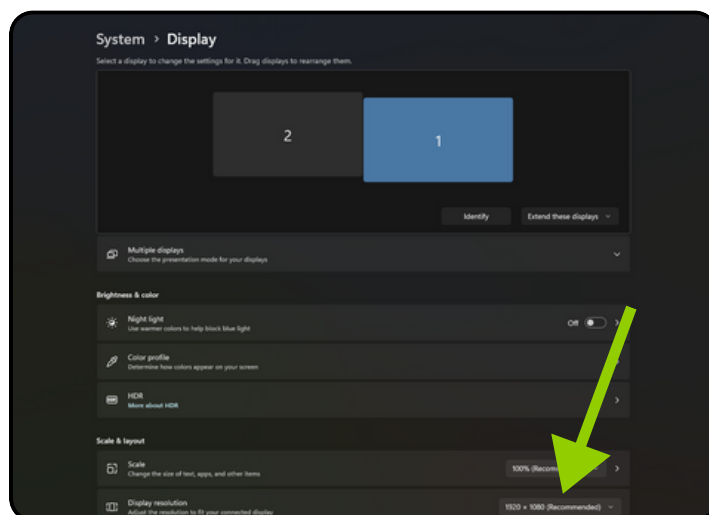 System > Display
Select a display to change the settings for it. Drag displays to rearrange them.
2
1
Identify
Extend these displays
Multiple displays
Choose the presentation mode for your displays
Brightness & color
Night light
Use warmer colors to help block blue light
Off
Color profile
Determine how colors appear on your screen
HDR
More about HDR
Scale & layout
Scale
Change the size of text, apps, and other items
100%
Display resolution
Adjust the resolution to fit your connected display
1920 × 1080 (Recommended)